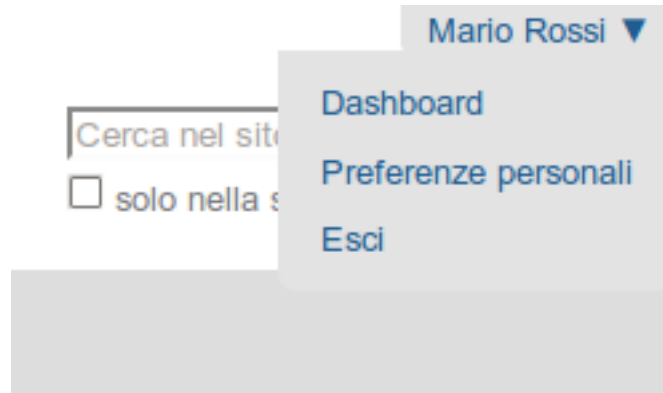 Mario Rossi ▼
Dashboard
Cerca nel sit
Preferenze personali
solo nella
Esci